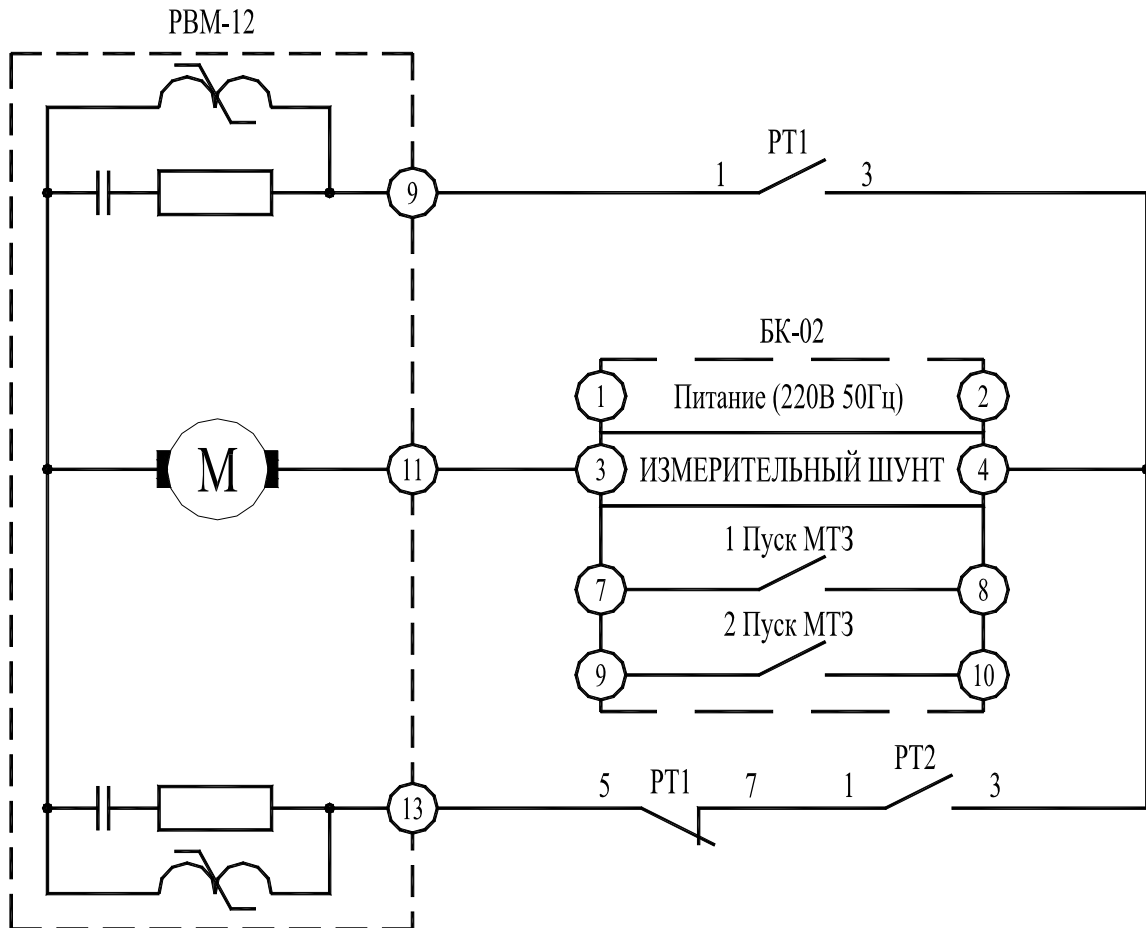 РВМ-12
РТ1
1 3
9
БК-02
1 Питание (220В 50Гц) 2
М
11
3 ИЗМЕРИТЕЛЬНЫЙ ШУНТ 4
1 Пуск МТЗ
7 8
2 Пуск МТЗ
9 10
РТ2
5 РТ1 7 1 3
13